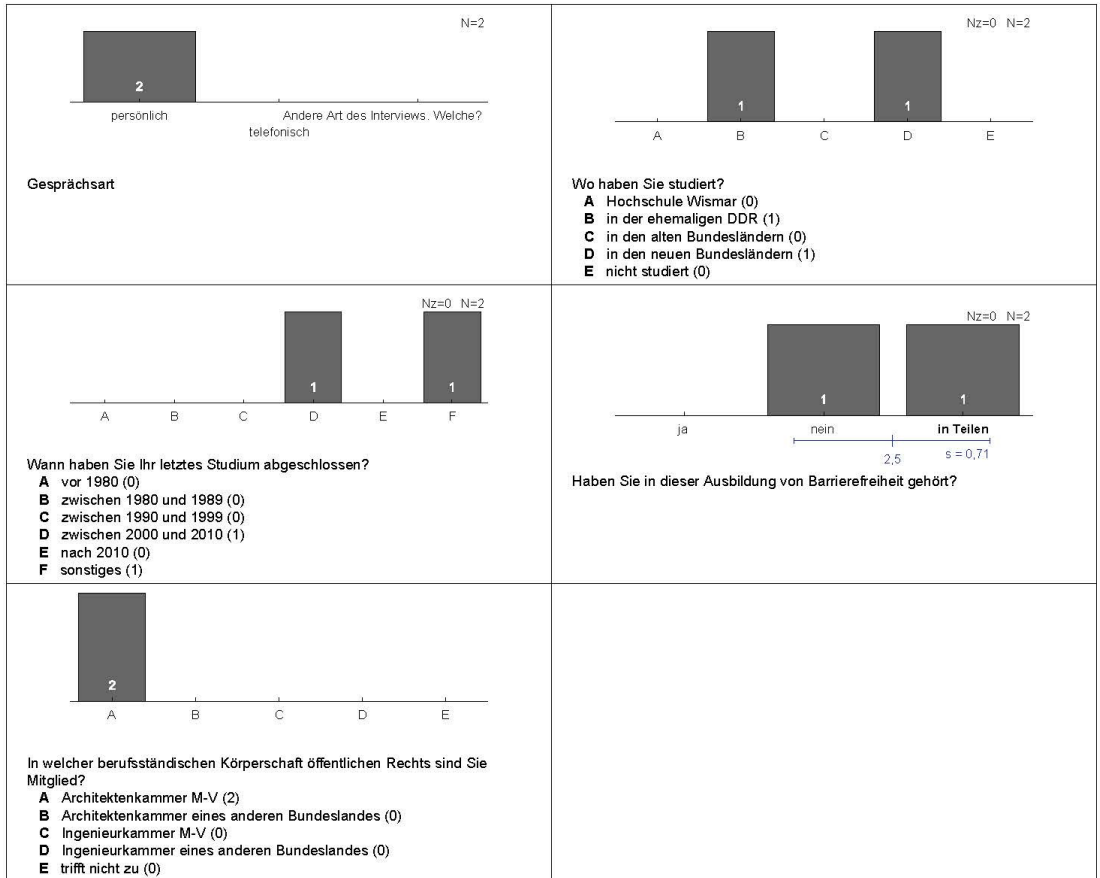 N=2
2
persönlich
Andere Art des Interviews. Welche?
telefonisch
Gesprächsart
Nz=0 N=2
1 1
A B C D E
Wo haben Sie studiert?
A Hochschule Wismar (0)
B in der ehemaligen DDR (1)
C in den alten Bundesländern (0)
D in den neuen Bundesländern (1)
E nicht studiert (0)
Nz=0 N=2
1 1
A B C D E F
Wann haben Sie Ihr letztes Studium abgeschlossen?
A vor 1980 (0)
B zwischen 1980 und 1989 (0)
C zwischen 1990 und 1999 (0)
D zwischen 2000 und 2010 (1)
E nach 2010 (0)
F sonstiges (1)
Nz=0 N=2
1 1
ja nein in Teilen
2,5 s = 0,71
Haben Sie in dieser Ausbildung von Barrierefreiheit gehört?
2
A B C D E
In welcher berufsständischen Körperschaft öffentlichen Rechts sind Sie
Mitglied?
A Architektenkammer M-V (2)
B Architektenkammer eines anderen Bundeslandes (0)
C Ingenieurkammer M-V (0)
D Ingenieurkammer eines anderen Bundeslandes (0)
E trifft nicht zu (0)